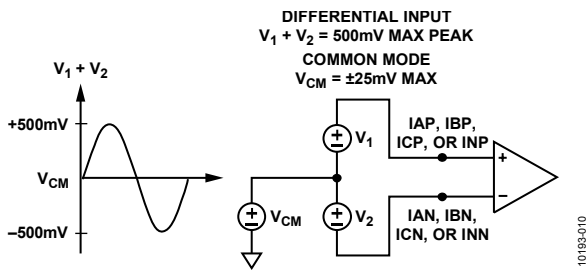 DIFFERENTIAL INPUT
V1 + V2 = 500mV MAX PEAK
COMMON MODE
VCM = ±25mV MAX
V1 + V2
+500mV
VCM
–500mV
V1
VCM
V2
IAP, IBP,
ICP, OR INP
+
–
IAN, IBN,
ICN, OR INN
10193-010